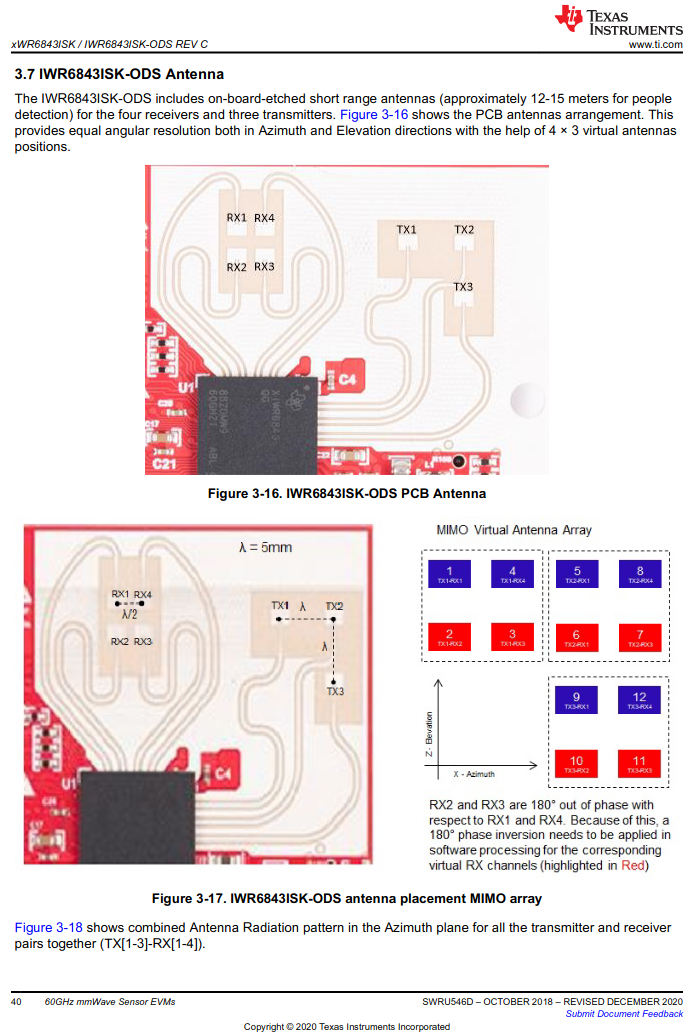 TEXAS
INSTRUMENTS
xWR6843ISK / IWR6843ISK-ODS REV C
www.ti.com
3.7 IWR6843ISK-ODS Antenna
The IWR6843ISK-ODS includes on-board-etched short range antennas (approximately 12-15 meters for people
detection) for the four receivers and three transmitters. Figure 3-16 shows the PCB antennas arrangement. This
provides equal angular resolution both in Azimuth and Elevation directions with the help of 4 × 3 virtual antennas
positions.
RX1 RX4
RX2 RX3
TX1 TX2
TX3
U1
C4
C21
L1
Figure 3-16. IWR6843ISK-ODS PCB Antenna
λ = 5mm
RX1 RX4
λ/2
RX2 RX3
TX1 λ TX2
λ
TX3
U1
C4
C21
MIMO Virtual Antenna Array
1 4 5 8
TX1-RX1 TX1-RX4 TX2-RX1 TX2-RX4
2 3 6 7
TX1-RX2 TX1-RX3 TX2-RX1 TX2-RX3
9 12
TX3-RX1 TX3-RX4
10 11
TX3-RX2 TX3-RX3
Z - Elevation
X - Azimuth
RX2 and RX3 are 180° out of phase with
respect to RX1 and RX4. Because of this, a
180° phase inversion needs to be applied in
software processing for the corresponding
virtual RX channels (highlighted in Red)
Figure 3-17. IWR6843ISK-ODS antenna placement MIMO array
Figure 3-18 shows combined Antenna Radiation pattern in the Azimuth plane for all the transmitter and receiver
pairs together (TX[1-3]-RX[1-4]).
40 60GHz mmWave Sensor EVMs
SWRU546D – OCTOBER 2018 – REVISED DECEMBER 2020
Submit Document Feedback
Copyright © 2020 Texas Instruments Incorporated